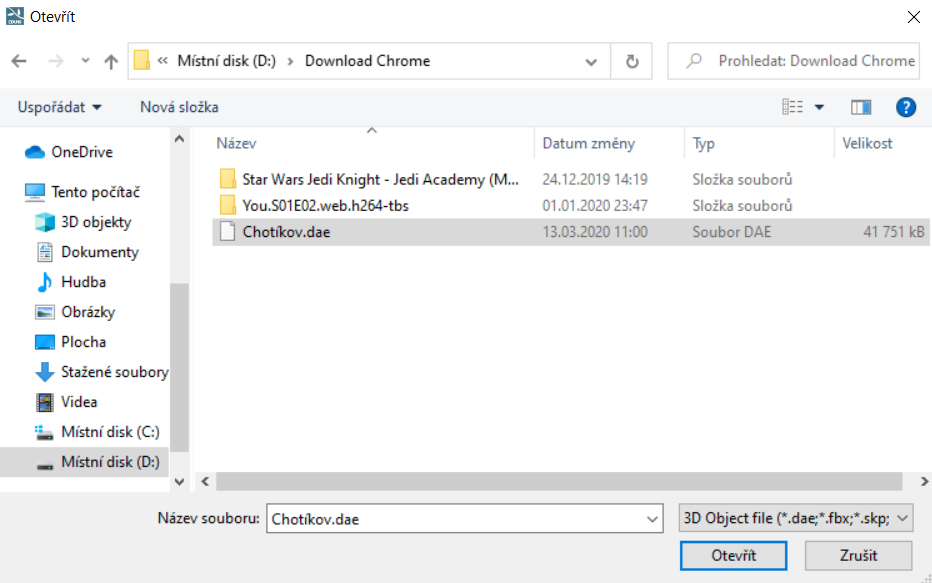 Otevřít
« Místní disk (D:) › Download Chrome
Prohledat: Download Chrome
Uspořádat
Nová složka
OneDrive
Tento počítač
3D objekty
Dokumenty
Hudba
Obrázky
Plocha
Stažené soubory
Videa
Místní disk (C:)
Místní disk (D:)
Název Datum změny Typ Velikost
Star Wars Jedi Knight - Jedi Academy (M... 24.12.2019 14:19 Složka souborů
You.S01E02.web.h264-tbs 01.01.2020 23:47 Složka souborů
Chotíkov.dae 13.03.2020 11:00 Soubor DAE 41 751 kB
Název souboru: Chotíkov.dae 3D Object file (*.dae;*.fbx;*.skp;
Otevřít Zrušit